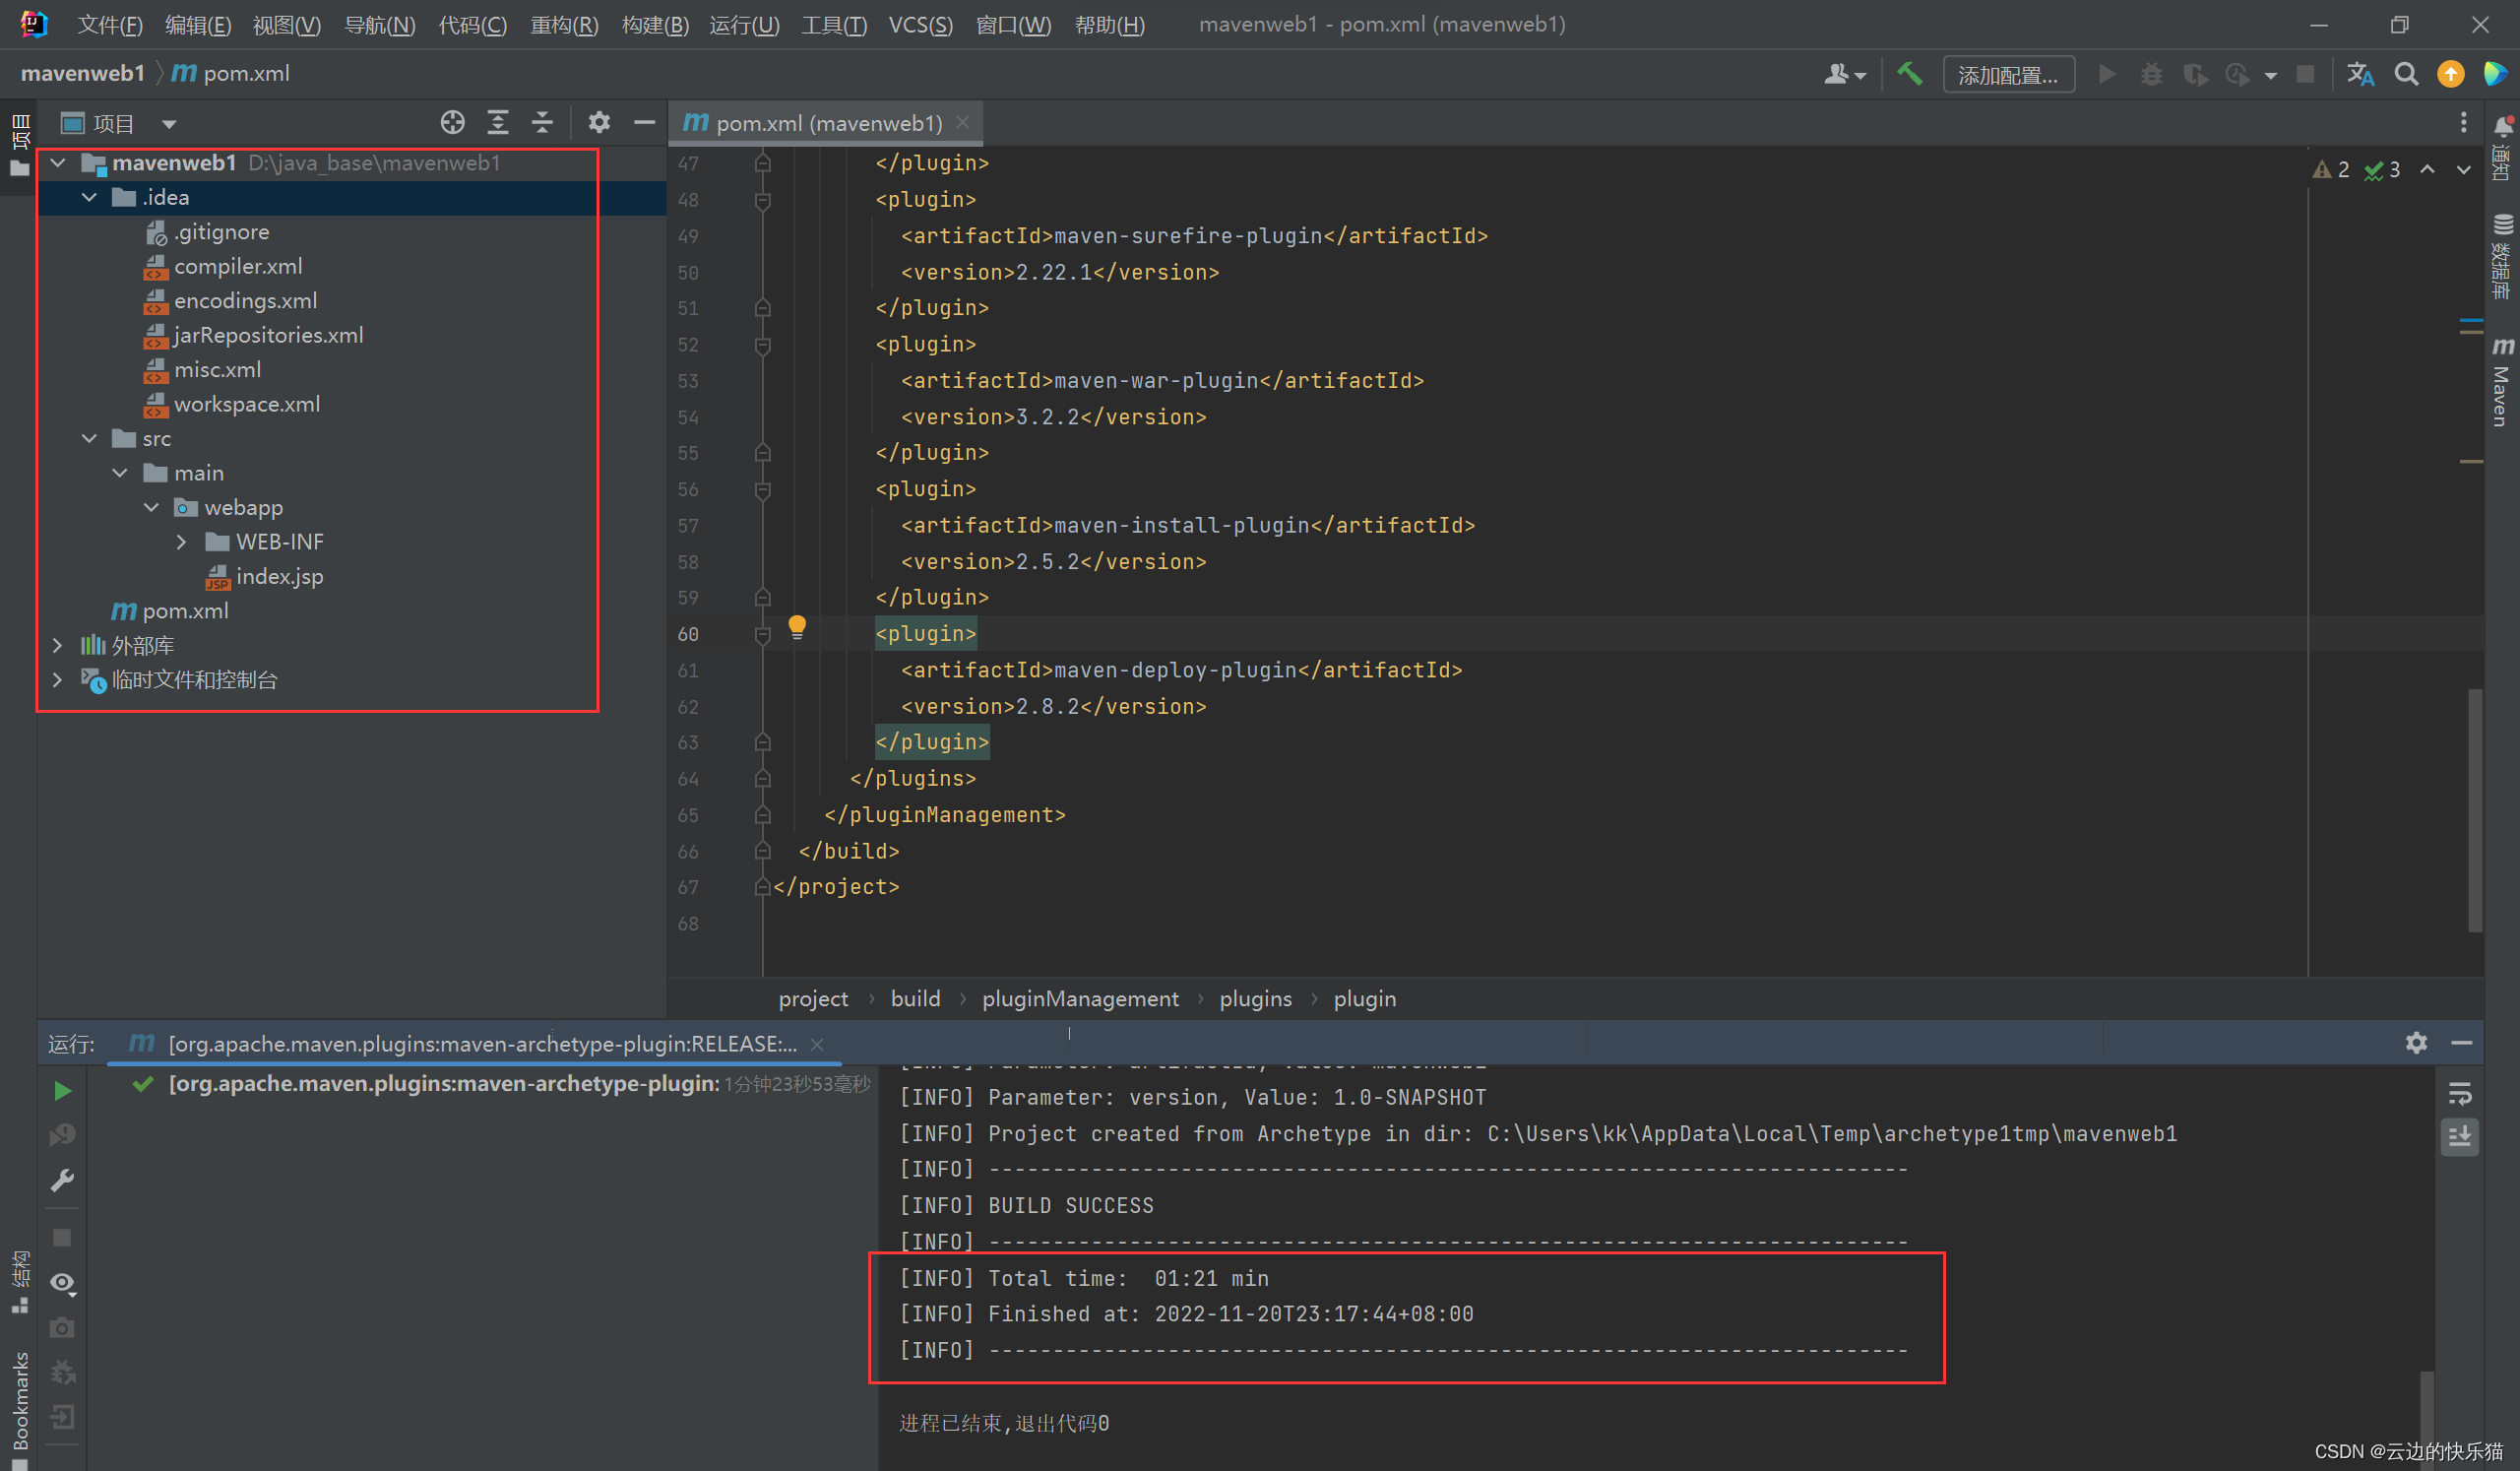 文件(F) 编辑(E) 视图(V) 导航(N) 代码(C) 重构(R) 构建(B) 运行(U) 工具(T) VCS(S) 窗口(W) 帮助(H) mavenweb1 - pom.xml (mavenweb1)
mavenweb1 pom.xml
添加配置...
项目
项目
pom.xml (mavenweb1)
mavenweb1 D:\java_base\mavenweb1
.idea
.gitignore
compiler.xml
encodings.xml
jarRepositories.xml
misc.xml
workspace.xml
src
main
webapp
WEB-INF
index.jsp
pom.xml
外部库
临时文件和控制台
2 3
47 </plugin>
48 <plugin>
49 <artifactId>maven-surefire-plugin</artifactId>
50 <version>2.22.1</version>
51 </plugin>
52 <plugin>
53 <artifactId>maven-war-plugin</artifactId>
54 <version>3.2.2</version>
55 </plugin>
56 <plugin>
57 <artifactId>maven-install-plugin</artifactId>
58 <version>2.5.2</version>
59 </plugin>
60 <plugin>
61 <artifactId>maven-deploy-plugin</artifactId>
62 <version>2.8.2</version>
63 </plugin>
64 </plugins>
65 </pluginManagement>
66 </build>
67 </project>
68
project › build › pluginManagement › plugins › plugin
通知
数据库
Maven
运行: [org.apache.maven.plugins:maven-archetype-plugin:RELEASE:...
[org.apache.maven.plugins:maven-archetype-plugin: 1分钟23秒53毫秒
[INFO] Parameter: version, Value: 1.0-SNAPSHOT
[INFO] Project created from Archetype in dir: C:\Users\kk\AppData\Local\Temp\archetype1tmp\mavenweb1
[INFO] ------------------------------------------------------------------------
[INFO] BUILD SUCCESS
[INFO] ------------------------------------------------------------------------
[INFO] Total time:  01:21 min
[INFO] Finished at: 2022-11-20T23:17:44+08:00
[INFO] ------------------------------------------------------------------------
进程已结束,退出代码0
结构
Bookmarks
CSDN @云边的快乐猫